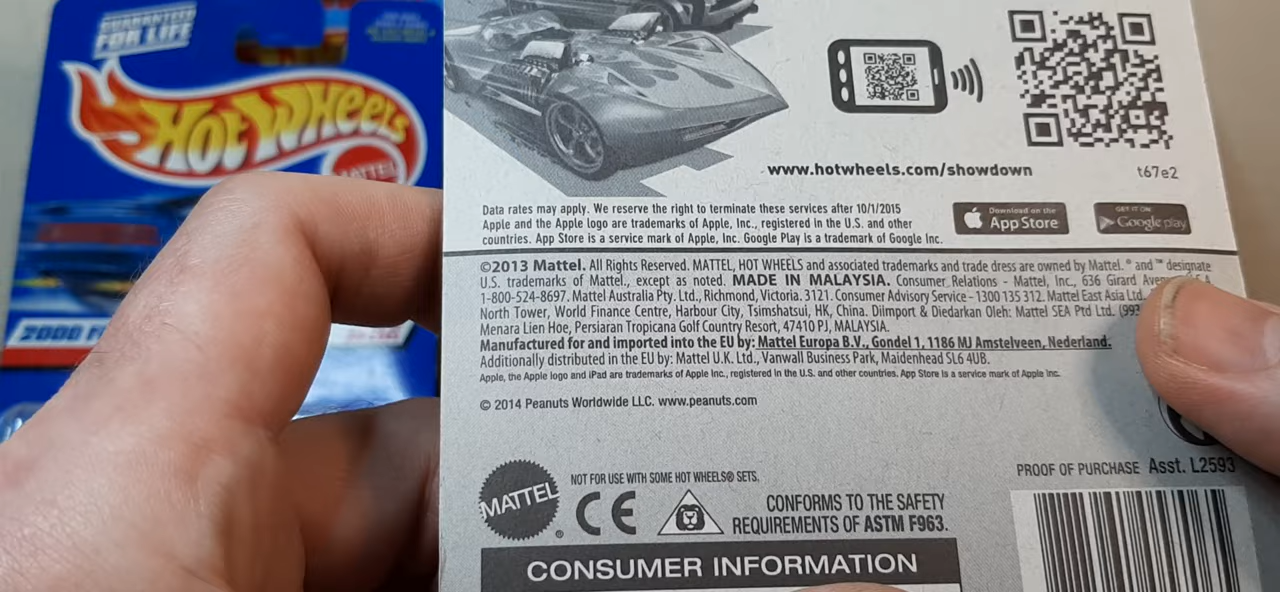 GUARANTEED
FOR LIFE
HOT WHEELS
MATTEL
2000
www.hotwheels.com/showdown
t67e2
Data rates may apply. We reserve the right to terminate these services after 10/1/2015
Apple and the Apple logo are trademarks of Apple, Inc., registered in the U.S. and other
countries. App Store is a service mark of Apple, Inc. Google Play is a trademark of Google Inc.
Download on the
App Store
GET IT ON
Google play
©2013 Mattel. All Rights Reserved. MATTEL, HOT WHEELS and associated trademarks and trade dress are owned by Mattel. ® and ™ designate
U.S. trademarks of Mattel, except as noted. MADE IN MALAYSIA. Consumer Relations - Mattel, Inc., 636 Girard
1-800-524-8697. Mattel Australia Pty. Ltd., Richmond, Victoria. 3121. Consumer Advisory Service - 1300 135 312. Mattel East Asia Ltd.
North Tower, World Finance Centre, Harbour City, Tsimshatsui, HK, China. Diimport & Diedarkan Oleh: Mattel SEA Ptd Ltd. (993
Menara Lien Hoe, Persiaran Tropicana Golf Country Resort, 47410 PJ, MALAYSIA.
Manufactured for and imported into the EU by: Mattel Europa B.V., Gondel 1, 1186 MJ Amstelveen, Nederland.
Additionally distributed in the EU by: Mattel U.K. Ltd., Vanwall Business Park, Maidenhead SL6 4UB.
Apple, the Apple logo and iPad are trademarks of Apple Inc., registered in the U.S. and other countries. App Store is a service mark of Apple Inc.
© 2014 Peanuts Worldwide LLC. www.peanuts.com
PROOF OF PURCHASE Asst. L2593
NOT FOR USE WITH SOME HOT WHEELS® SETS.
MATTEL®
CE
CONFORMS TO THE SAFETY
REQUIREMENTS OF ASTM F963.
CONSUMER INFORMATION